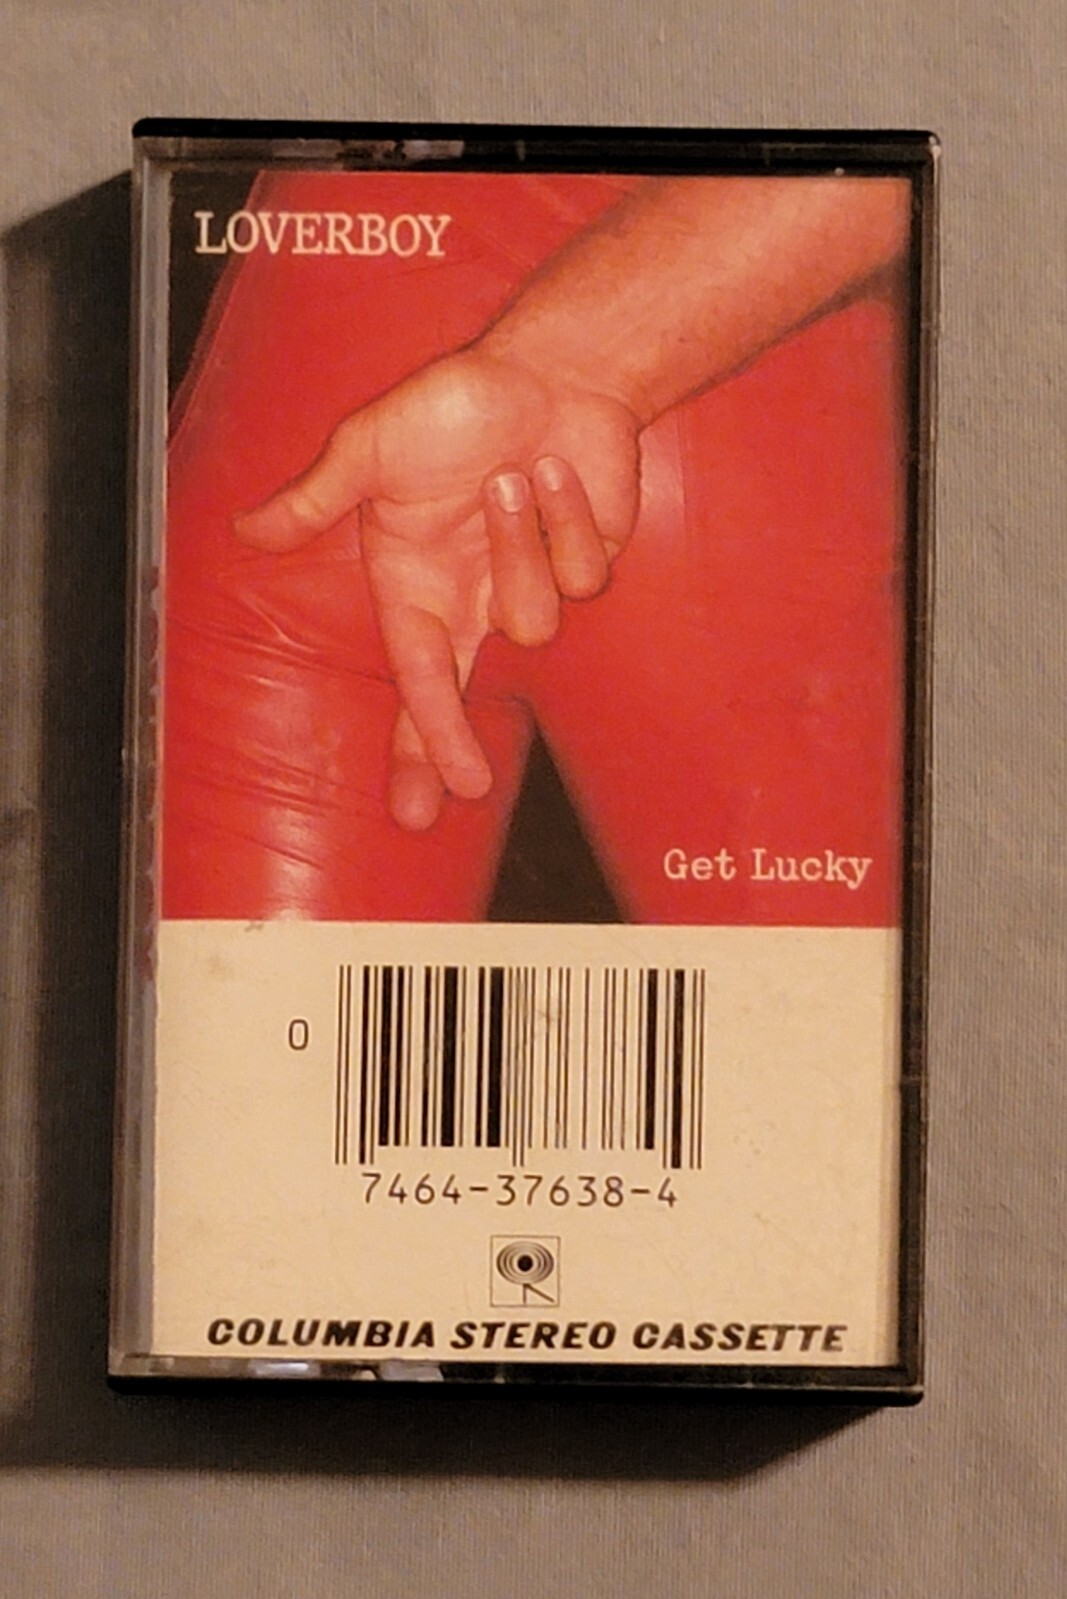 LOVERBOY
Get Lucky
0
7464-37638-4
COLUMBIA STEREO CASSETTE